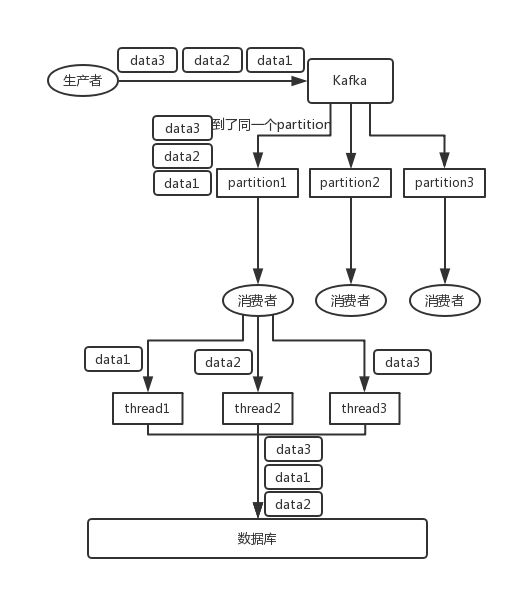 data3 data2 data1
生产者
Kafka
data3
到了同一个partition
data2
data1
partition1 partition2 partition3
消费者 消费者 消费者
data1
data2
data3
thread1 thread2 thread3
data3
data1
data2
数据库